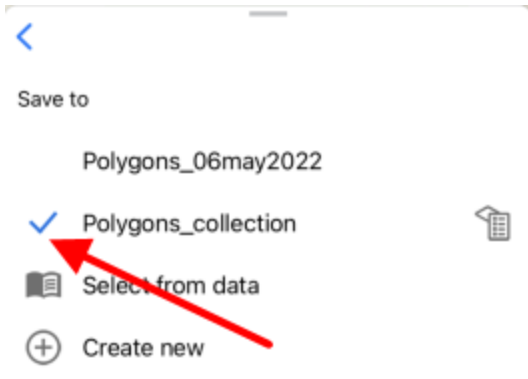 Save to
Polygons_06may2022
Polygons_collection
Select from data
Create new